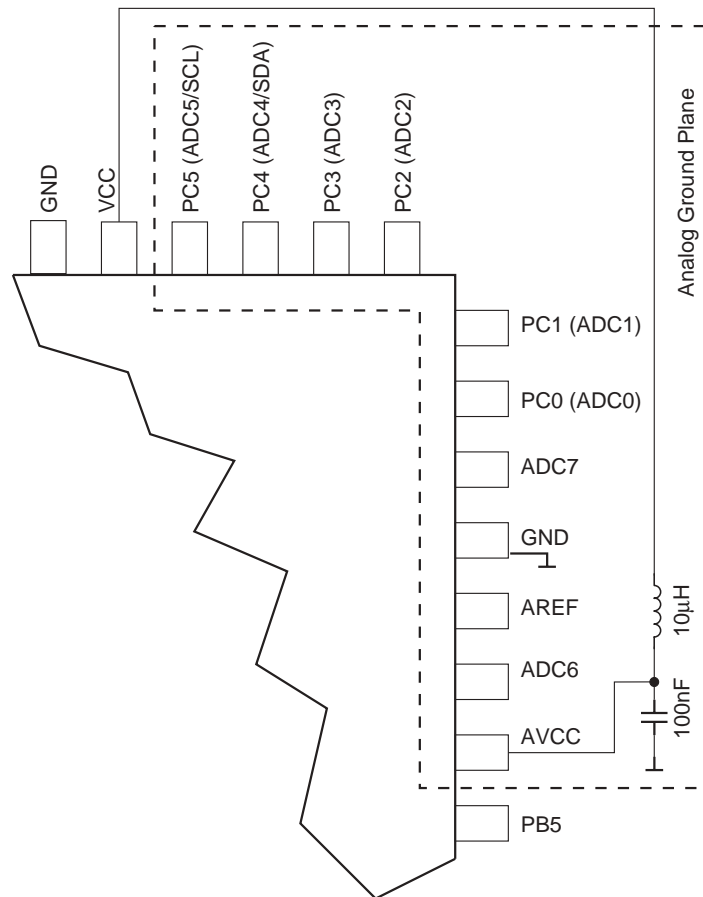 GND
VCC
PC5 (ADC5/SCL)
PC4 (ADC4/SDA)
PC3 (ADC3)
PC2 (ADC2)
Analog Ground Plane
PC1 (ADC1)
PC0 (ADC0)
ADC7
GND
AREF
ADC6
AVCC
PB5
10μH
100nF